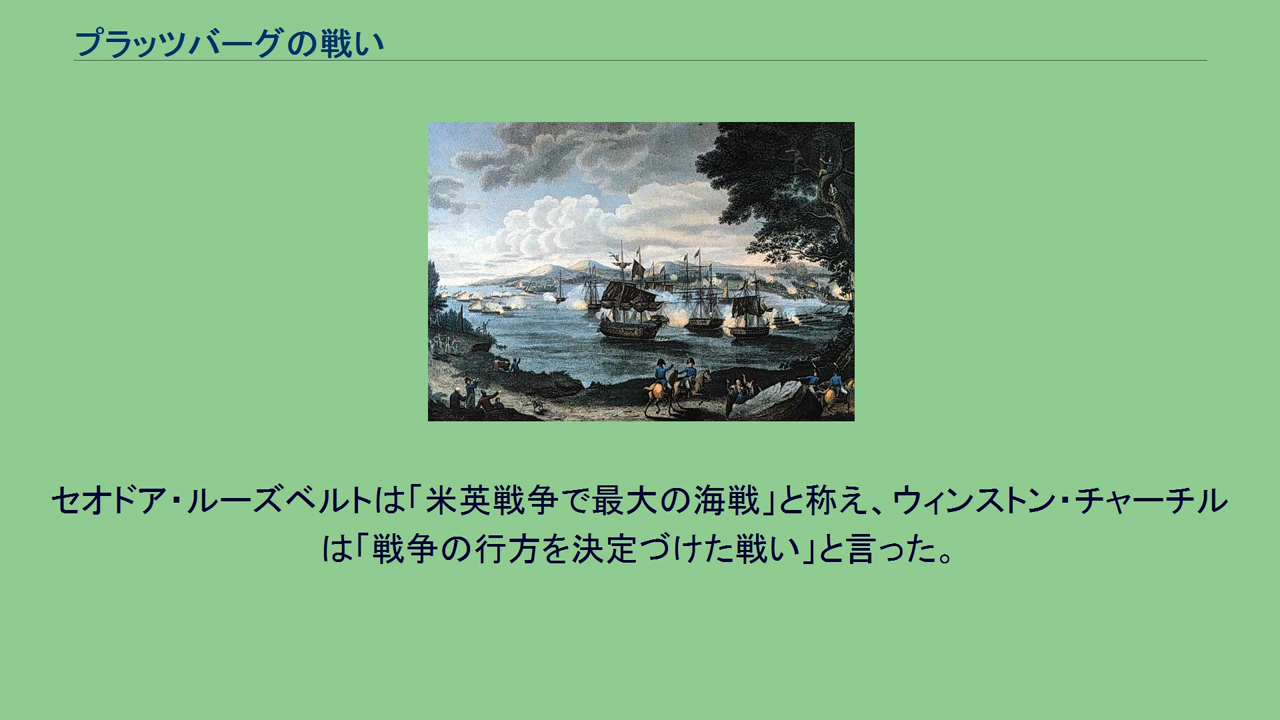 プラッツバーグの戦い
セオドア・ルーズベルトは「米英戦争で最大の海戦」と称え、ウィンストン・チャーチル
は「戦争の行方を決定づけた戦い」と言った。